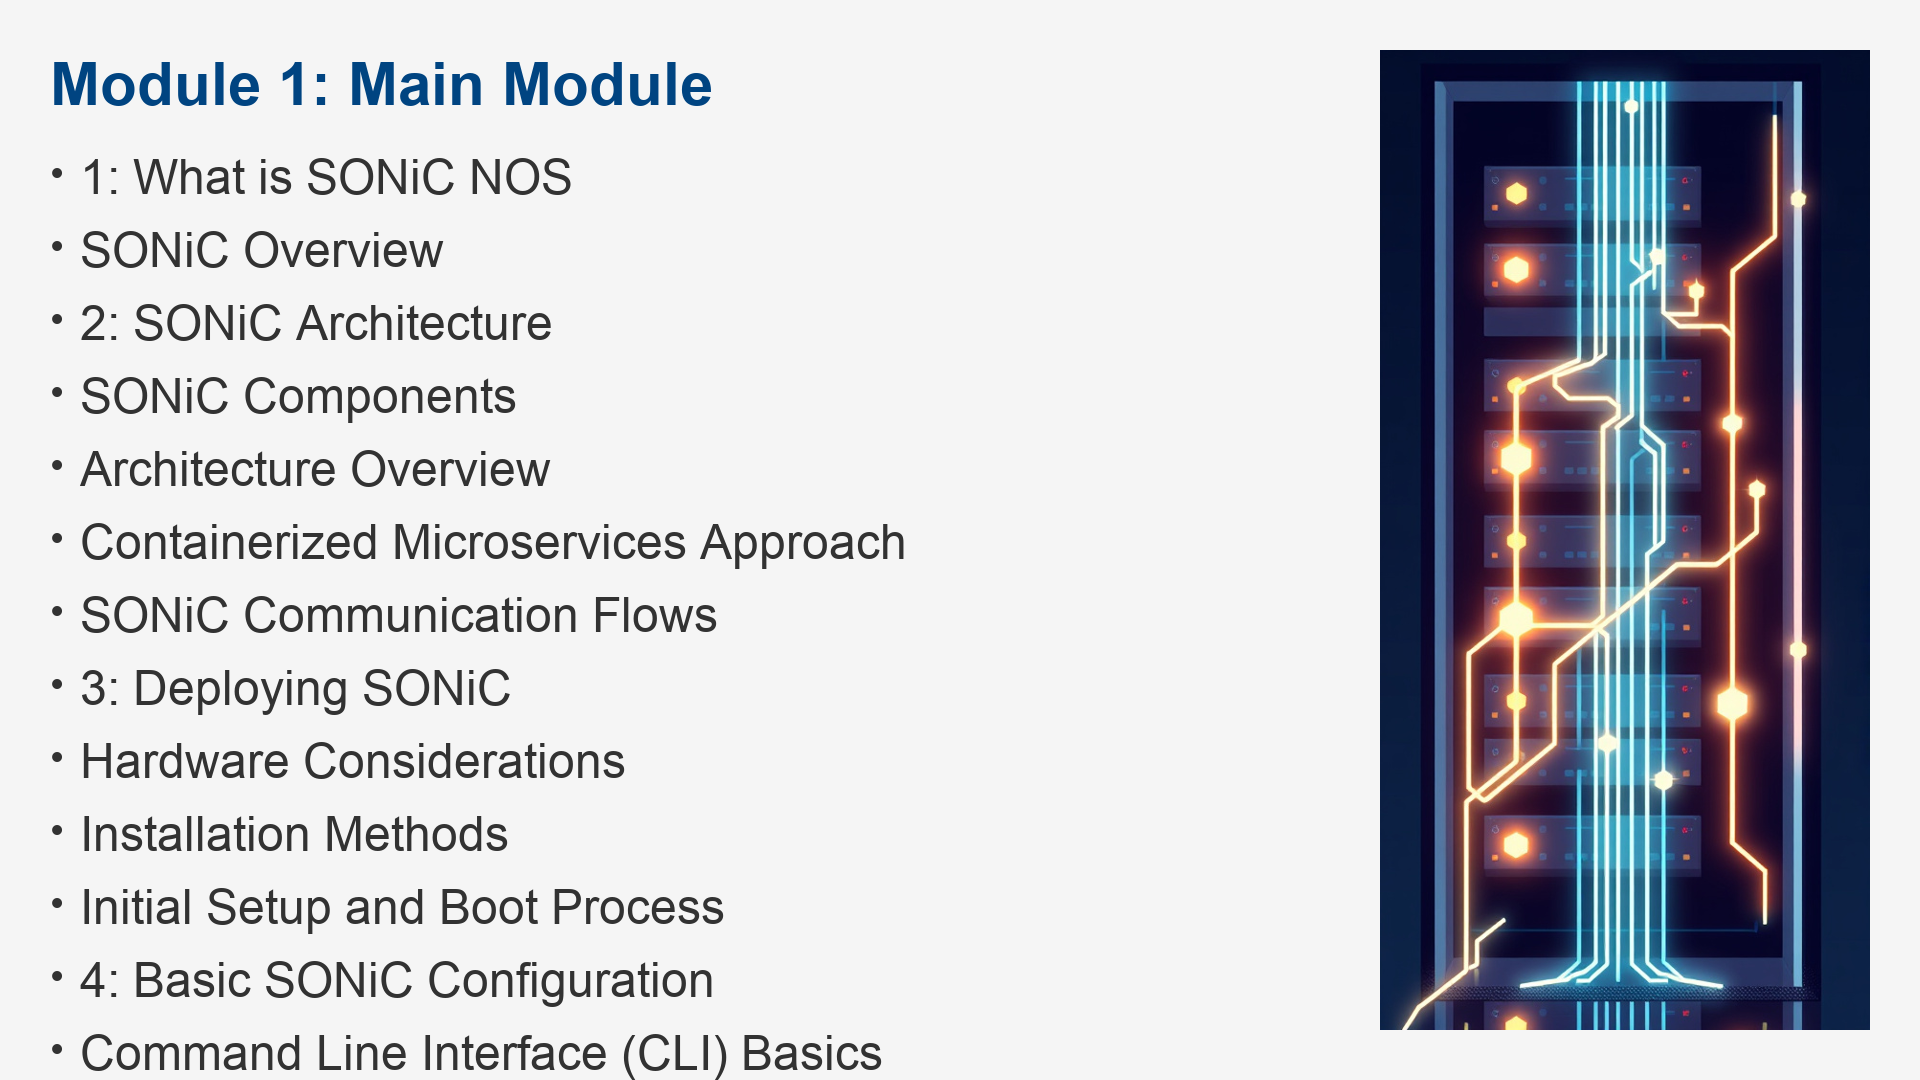 Module 1: Main Module
• 1: What is SONiC NOS
• SONiC Overview
• 2: SONiC Architecture
• SONiC Components
• Architecture Overview
• Containerized Microservices Approach
• SONiC Communication Flows
• 3: Deploying SONiC
• Hardware Considerations
• Installation Methods
• Initial Setup and Boot Process
• 4: Basic SONiC Configuration
• Command Line Interface (CLI) Basics